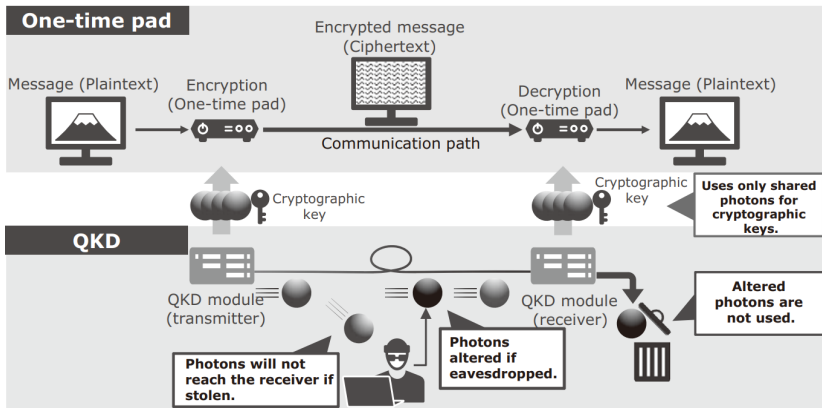 One-time pad
Encrypted message
(Ciphertext)
Message (Plaintext)
Encryption
(One-time pad)
Decryption
(One-time pad)
Message (Plaintext)
Communication path
Cryptographic
key
Cryptographic
key
Uses only shared
photons for
cryptographic
keys.
QKD
QKD module
(transmitter)
QKD module
(receiver)
Altered
photons are
not used.
Photons will not
reach the receiver if
stolen.
Photons
altered if
eavesdropped.